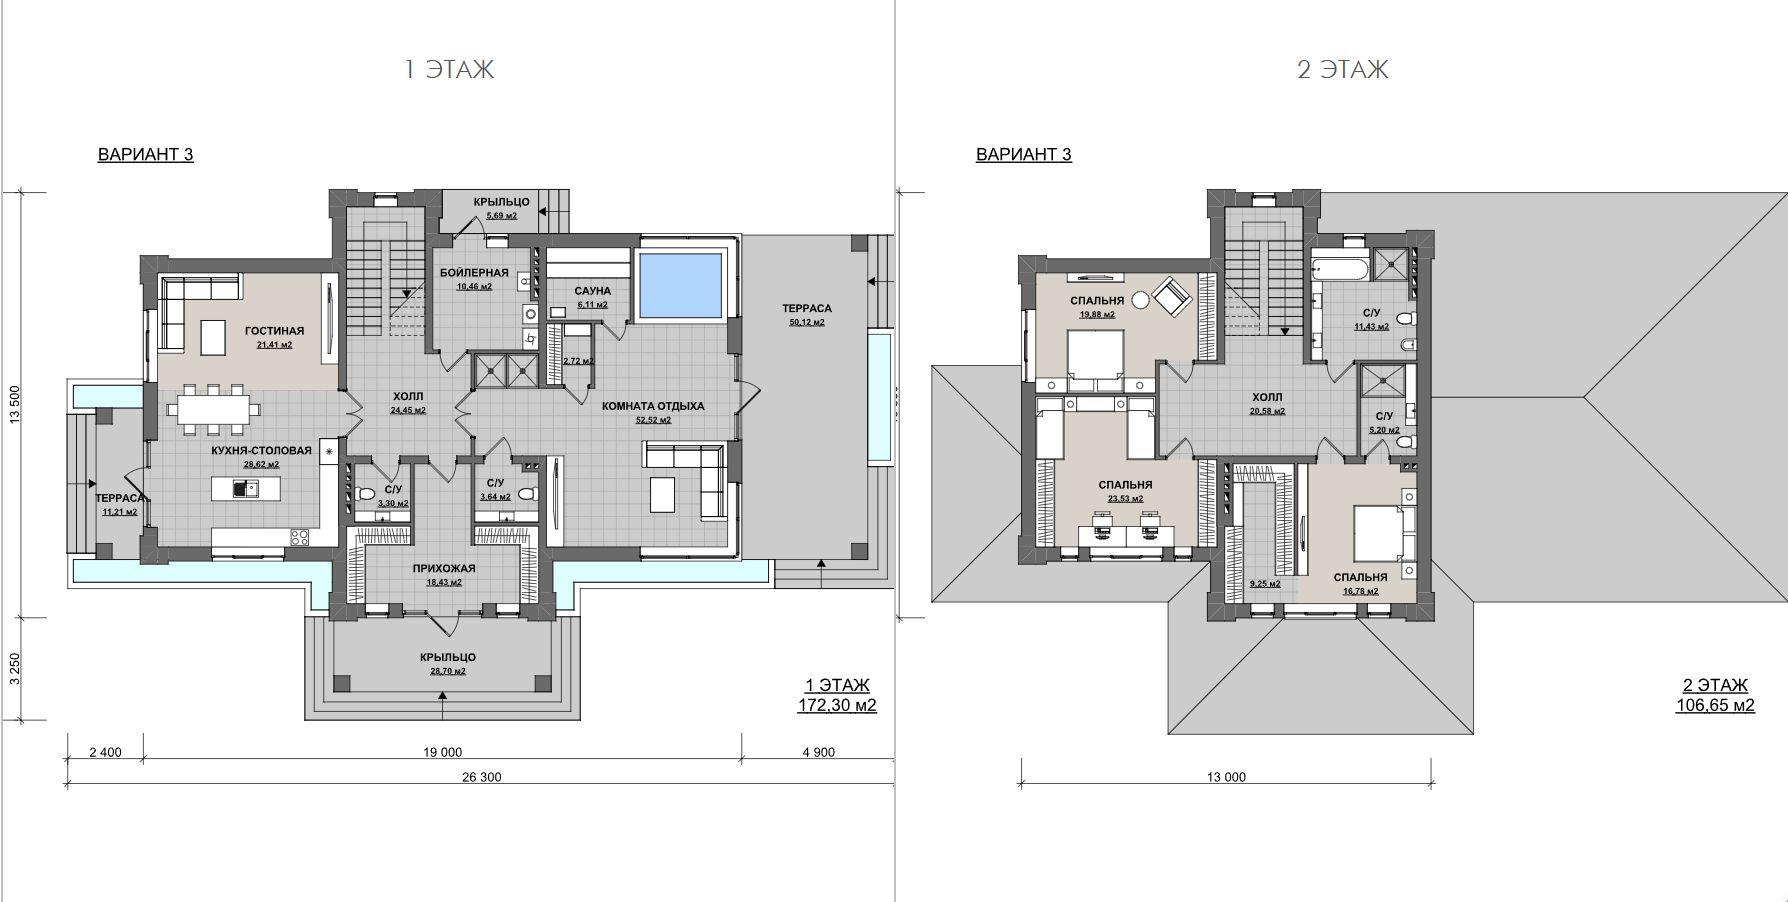 1 ЭТАЖ
ВАРИАНТ 3
КРЫЛЬЦО
5,69 м2
БОЙЛЕРНАЯ
10,46 м2
САУНА
6,11 м2
ТЕРРАСА
50,12 м2
ГОСТИНАЯ
21,41 м2
2,72 м2
ХОЛЛ
24,45 м2
КОМНАТА ОТДЫХА
52,52 м2
КУХНЯ-СТОЛОВАЯ
28,62 м2
ТЕРРАСА
11,21 м2
С/У
3,30 м2
С/У
3,64 м2
ПРИХОЖАЯ
18,43 м2
КРЫЛЬЦО
28,70 м2
13 500
3 250
1 ЭТАЖ
172,30 м2
2 400
19 000
4 900
26 300
2 ЭТАЖ
ВАРИАНТ 3
СПАЛЬНЯ
19,88 м2
С/У
11,43 м2
ХОЛЛ
20,58 м2
С/У
5,20 м2
СПАЛЬНЯ
23,53 м2
9,25 м2
СПАЛЬНЯ
16,78 м2
2 ЭТАЖ
106,65 м2
13 000